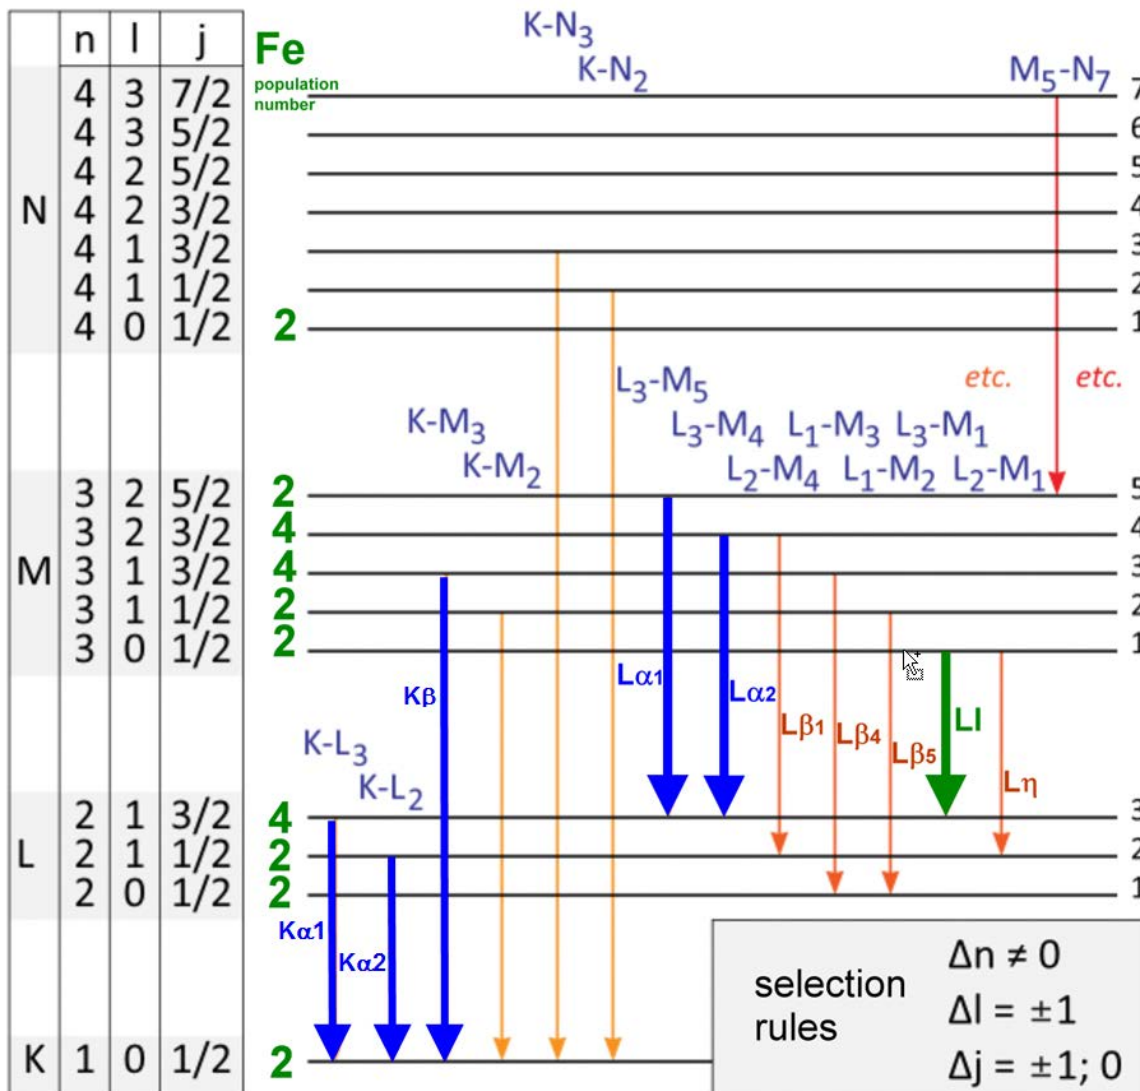 n l j
Fe
population
number
K-N3
K-N2
M5-N7
N
4 3 7/2 7
4 3 5/2 6
4 2 5/2 5
4 2 3/2 4
4 1 3/2 3
4 1 1/2 2
4 0 1/2 2 1
L3-M5 etc. etc.
K-M3 L3-M4 L1-M3 L3-M1
K-M2 L2-M4 L1-M2 L2-M1
M
3 2 5/2 2 5
3 2 3/2 4 4
3 1 3/2 4 3
3 1 1/2 2 2
3 0 1/2 2 1
Kβ Lα1 Lα2 Lβ1 Lβ4 Lβ5 Ll Lη
K-L3
K-L2
L
2 1 3/2 4 3
2 1 1/2 2 2
2 0 1/2 2 1
Kα1
Kα2
K 1 0 1/2 2
selection
rules
Δn ≠ 0
Δl = ±1
Δj = ±1; 0